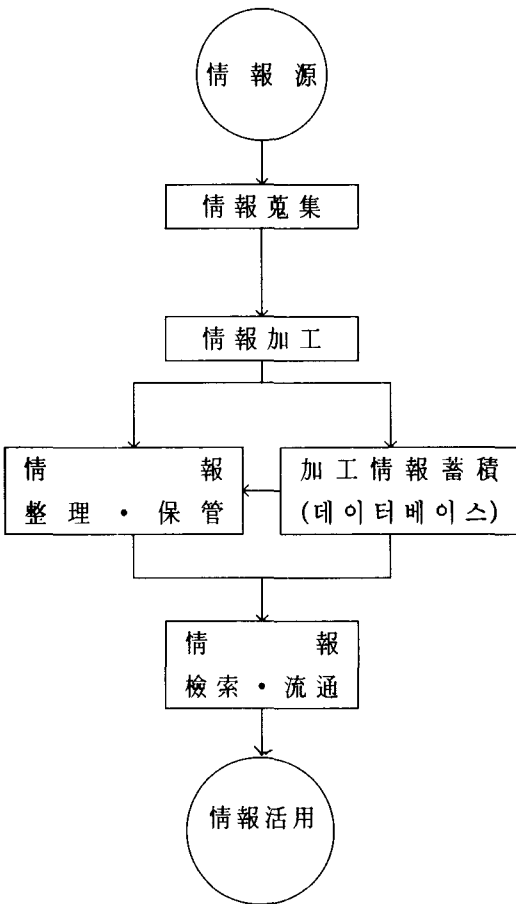 情報源
情報蒐集
情報加工
情報
整理・保管
加工情報蓄積
(데이터베이스)
情報
檢索・流通
情報活用